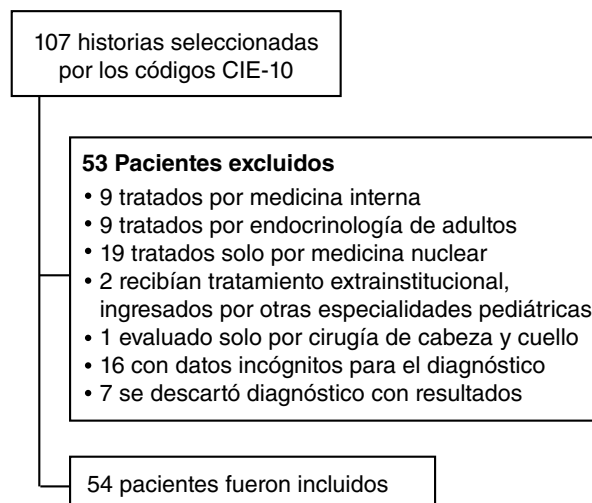 107 historias seleccionadas
por los códigos CIE-10
53 Pacientes excluidos
• 9 tratados por medicina interna
• 9 tratados por endocrinología de adultos
• 19 tratados solo por medicina nuclear
• 2 recibían tratamiento extrainstitucional,
ingresados por otras especialidades pediátricas
• 1 evaluado solo por cirugía de cabeza y cuello
• 16 con datos incógnitos para el diagnóstico
• 7 se descartó diagnóstico con resultados
54 pacientes fueron incluidos